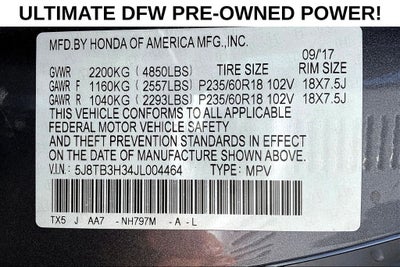 ULTIMATE DFW PRE-OWNED POWER!
MFD.BY HONDA OF AMERICA MFG.,INC.
09/'17
GVWR 2200KG (4850LBS) TIRE SIZE RIM SIZE
GAWR F 1160KG (2557LBS) P235/60R18 102V 18X7.5J
GAWR R 1040KG (2293LBS) P235/60R18 102V 18X7.5J
THIS VEHICLE CONFORMS TO ALL APPLICABLE
FEDERAL MOTOR VEHICLE SAFETY
AND THEFT PREVENTION STANDARDS IN EFFECT
ON THE DATE OF MANUFACTURE SHOWN ABOVE.
V.I.N.: 5J8TB3H34JL004464 TYPE: MPV
TX5 J AA7 -NH797M -A -L